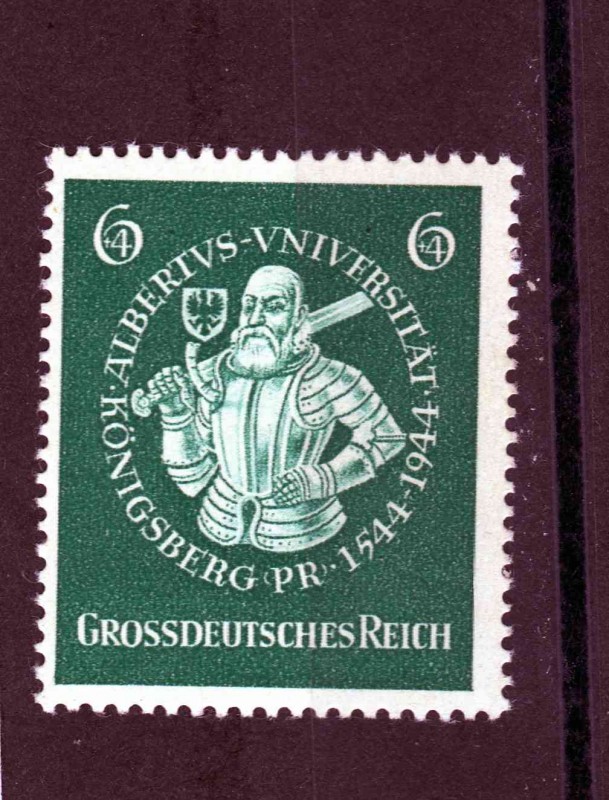 6+4
6+4
ALBERTVS-VNIVERSITÄT·
KÖNIGSBERG (PR)··1544-1944·
GROSSDEUTSCHES REICH